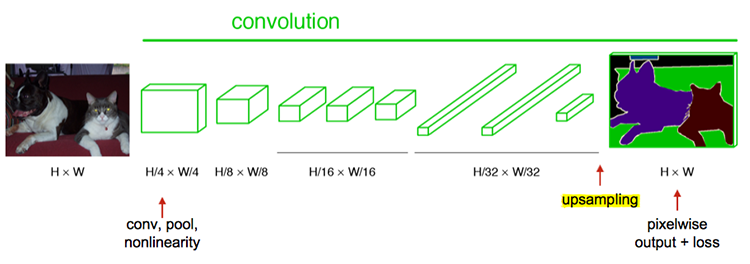 convolution
H × W
H/4 × W/4
H/8 × W/8
H/16 × W/16
H/32 × W/32
H × W
upsampling
conv, pool,
nonlinearity
pixelwise
output + loss